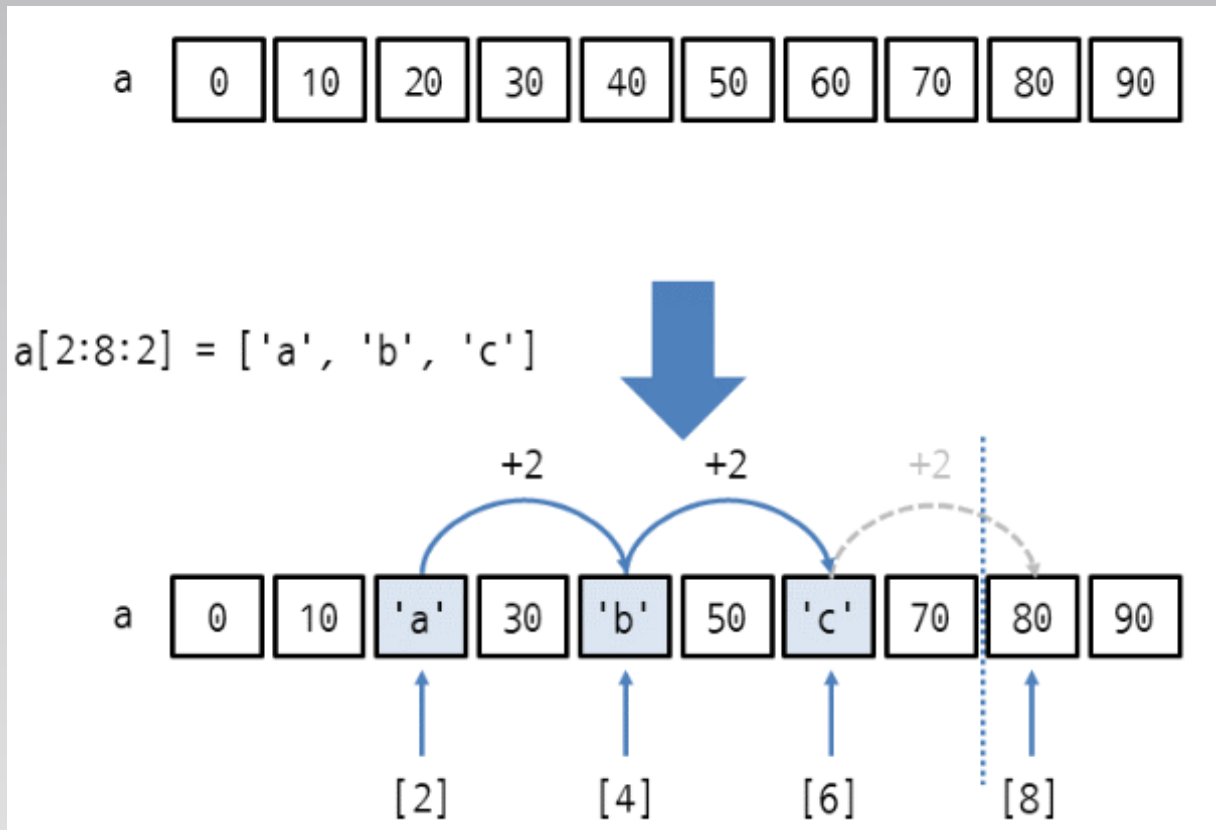 a 0 10 20 30 40 50 60 70 80 90
a[2:8:2] = ['a', 'b', 'c']
+2 +2 +2
a 0 10 'a' 30 'b' 50 'c' 70 80 90
[2] [4] [6] [8]